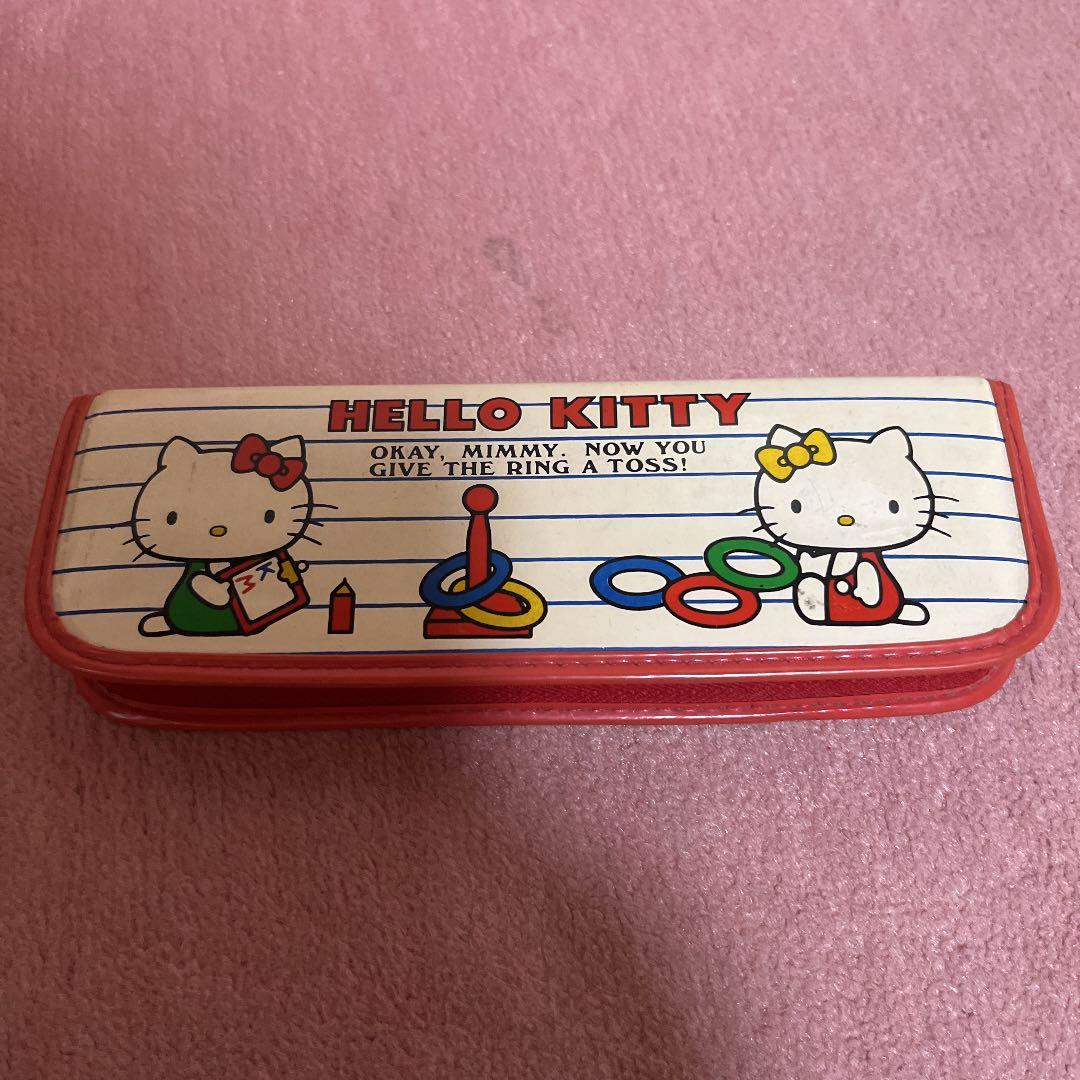 HELLO KITTY
OKAY, MIMMY. NOW YOU
GIVE THE RING A TOSS!
M K